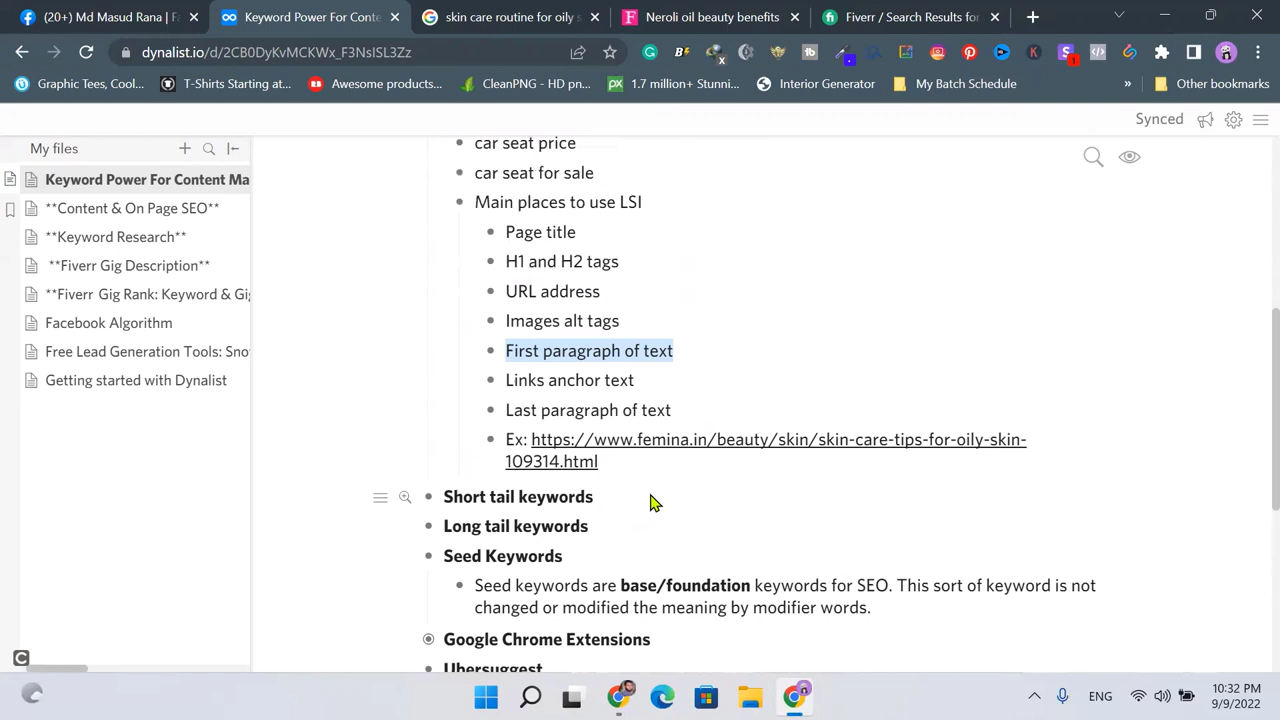 (20+) Md Masud Rana | F
Keyword Power For Conte
skin care routine for oily s
Neroli oil beauty benefits
Fiverr / Search Results for
dynalist.io/d/2CB0DyKvMCKWx_F3NsISL3Zz
Graphic Tees, Cool...
T-Shirts Starting at...
Awesome products...
CleanPNG - HD pn...
1.7 million+ Stunni...
Interior Generator
My Batch Schedule
»
Other bookmarks
Synced
My files
Keyword Power For Content Ma
**Content & On Page SEO**
**Keyword Research**
**Fiverr Gig Description**
**Fiverr Gig Rank: Keyword & Gi
Facebook Algorithm
Free Lead Generation Tools: Sno
Getting started with Dynalist
car seat price
car seat for sale
Main places to use LSI
Page title
H1 and H2 tags
URL address
Images alt tags
First paragraph of text
Links anchor text
Last paragraph of text
Ex: https://www.femina.in/beauty/skin/skin-care-tips-for-oily-skin-
109314.html
Short tail keywords
Long tail keywords
Seed Keywords
Seed keywords are base/foundation keywords for SEO. This sort of keyword is not
changed or modified the meaning by modifier words.
Google Chrome Extensions
Ubersuggest
ENG
10:32 PM
9/9/2022